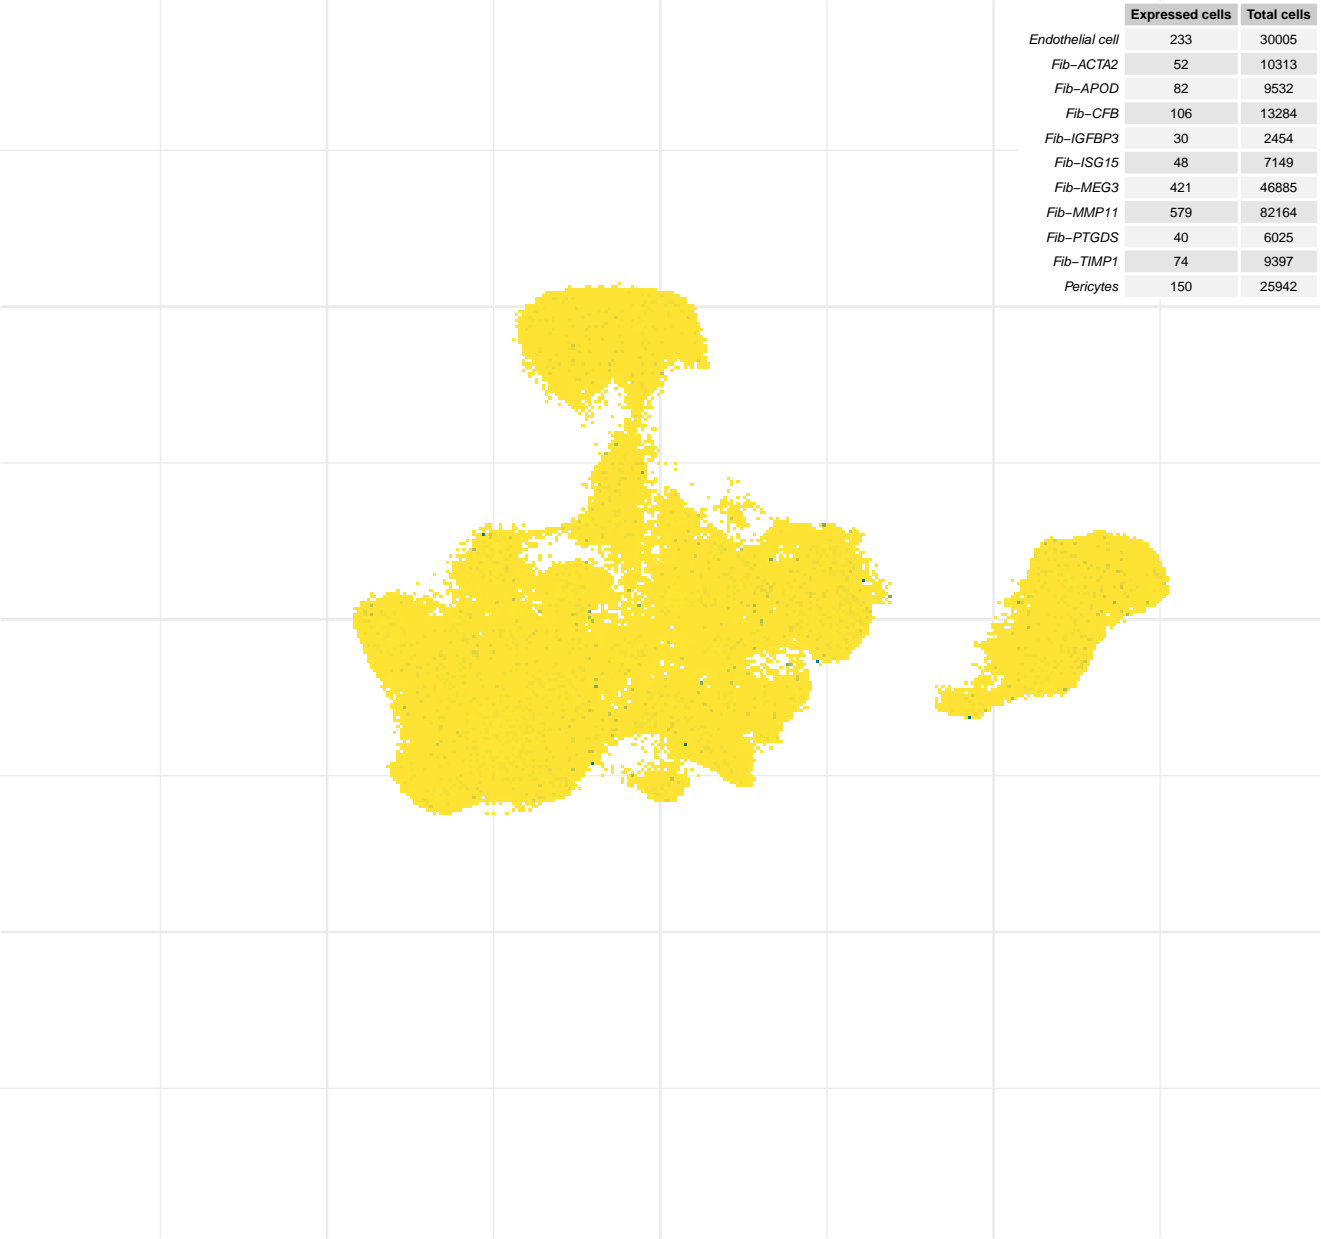 Expressed cells Total cells
Endothelial cell 233 30005
Fib−ACTA2 52 10313
Fib−APOD 82 9532
Fib−CFB 106 13284
Fib−IGFBP3 30 2454
Fib−ISG15 48 7149
Fib−MEG3 421 46885
Fib−MMP11 579 82164
Fib−PTGDS 40 6025
Fib−TIMP1 74 9397
Pericytes 150 25942